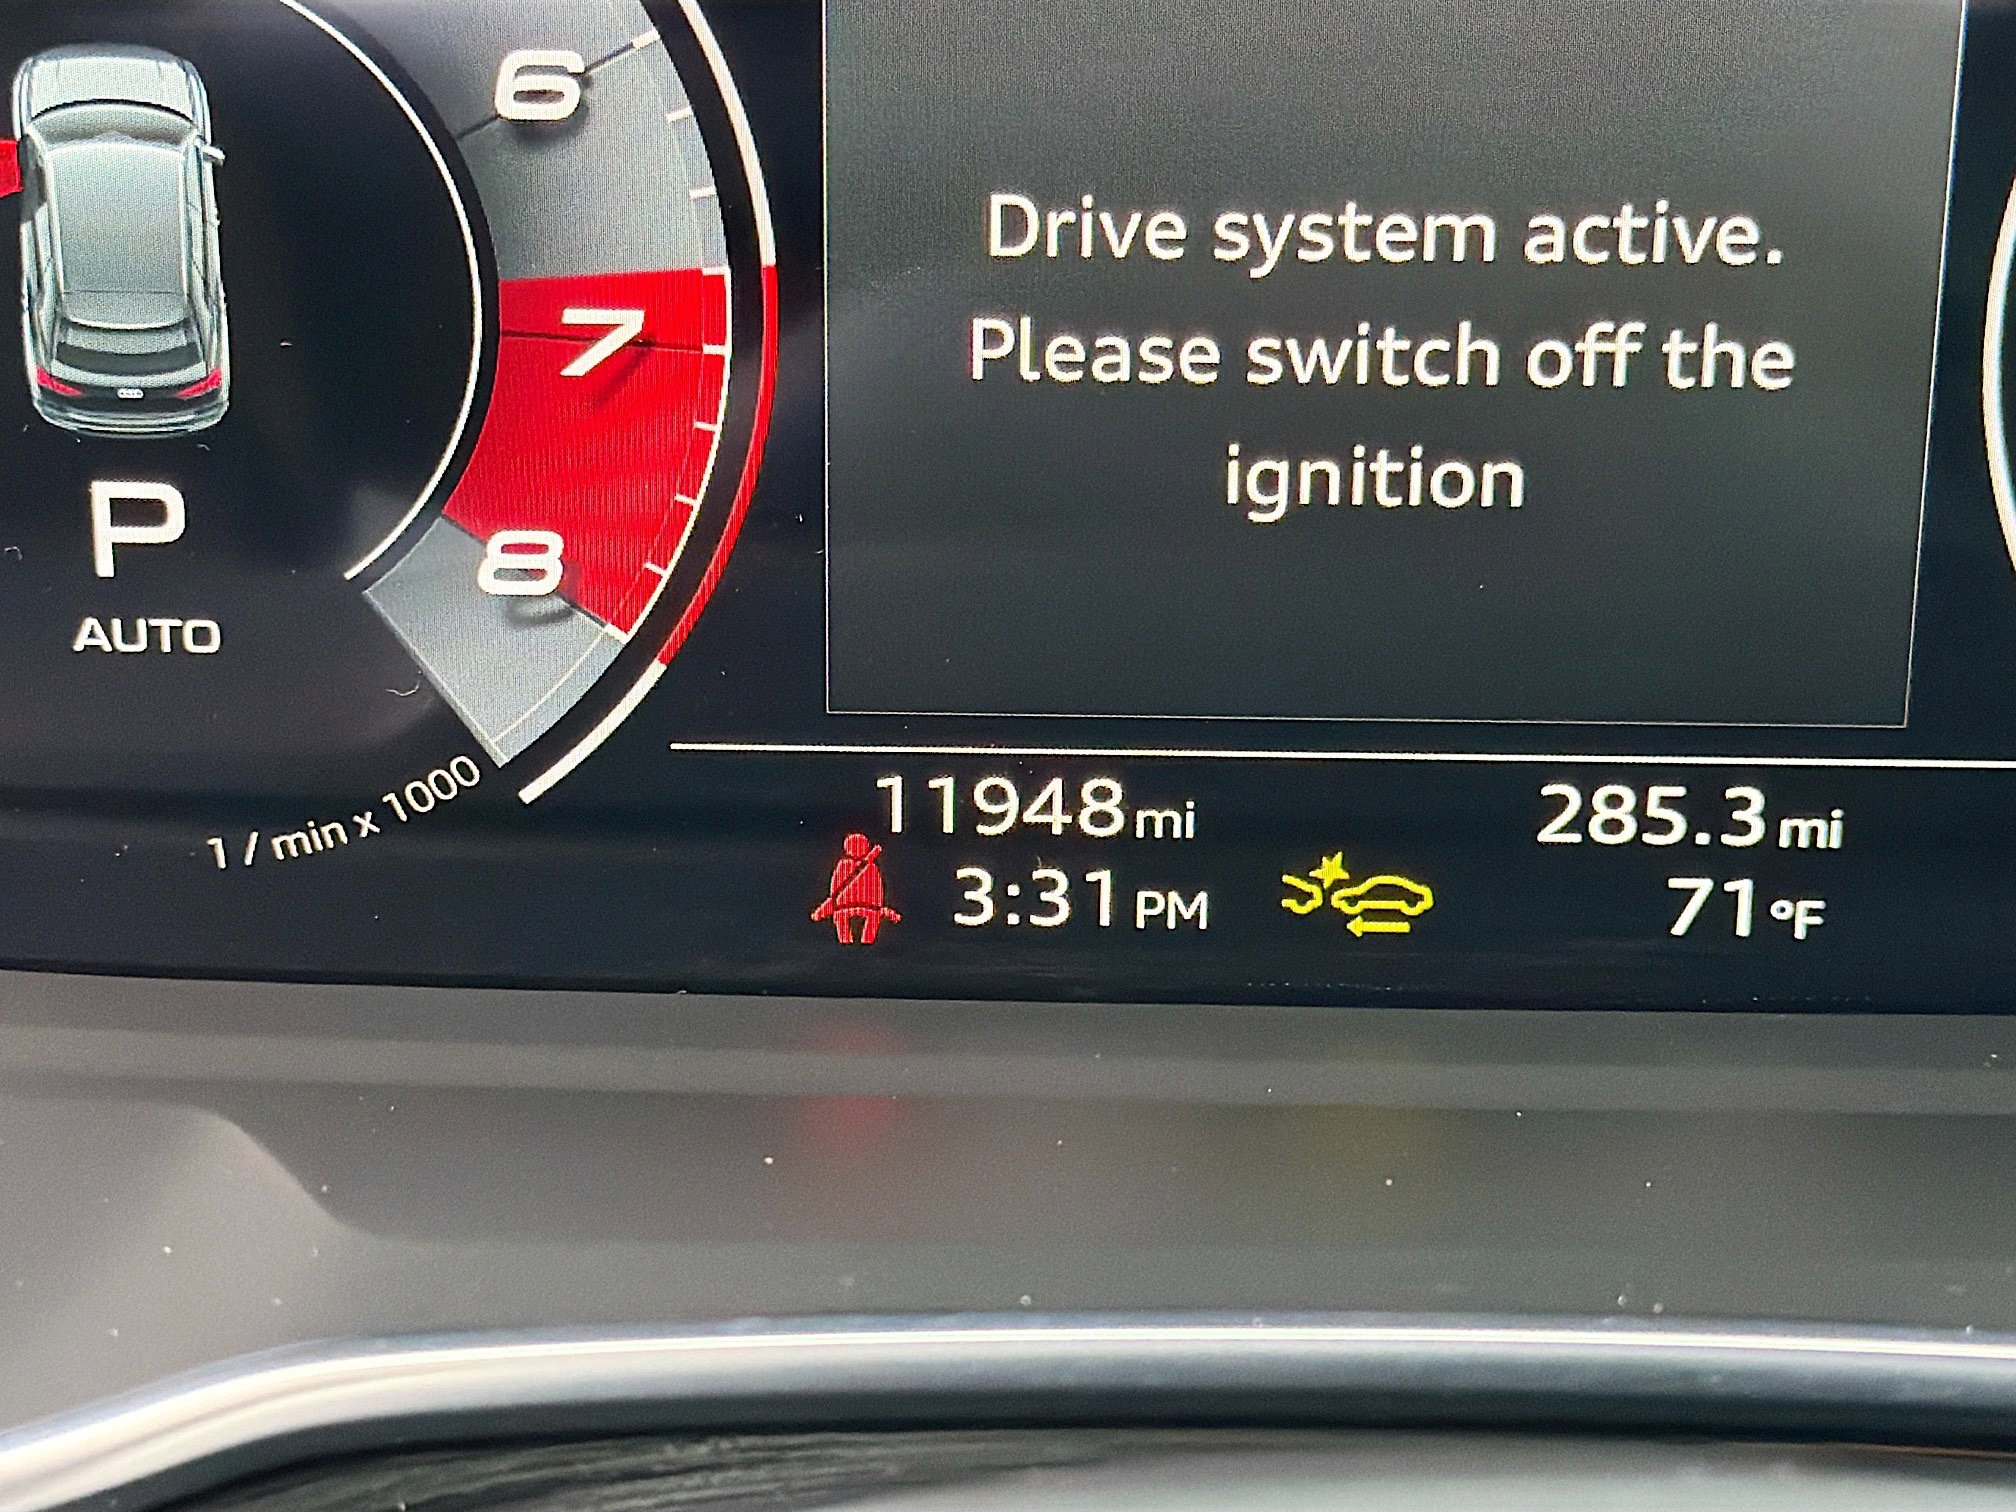 6
7
8
P
AUTO
1 / min x 1000
Drive system active.
Please switch off the
ignition
11948 mi
285.3 mi
3:31 PM
71 °F